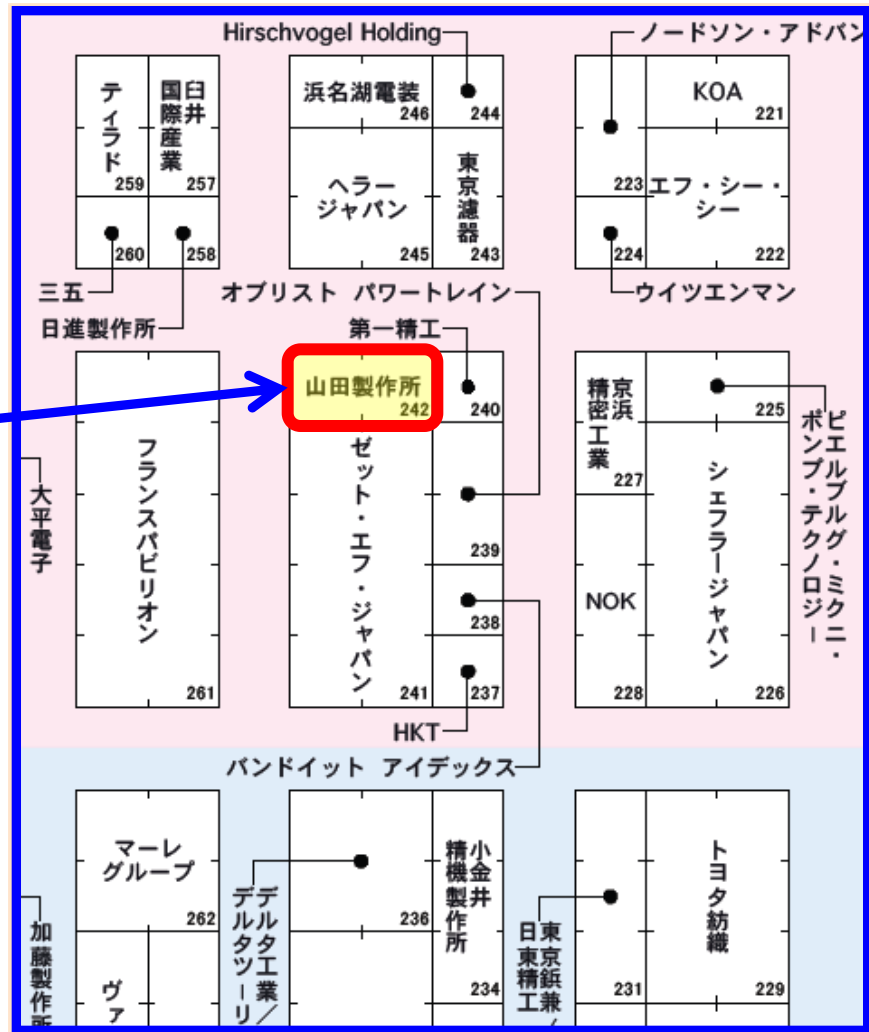 Hirschvogel Holding
ノードソン・アドバン
ティラド
259
臼井
国際産業
257
浜名湖電装
246
244
KOA
221
260
258
ヘラー
ジャパン
245
東京濾器
243
223
エフ・シー・
シー
222
224
三五
日進製作所
オブリスト パワートレイン
第一精工
ウイツエンマン
山田製作所
242
240
京浜
精密工業
227
225
ピエルブルグ・ミクニ・
ポンプ・テクノロジー
大平電子
フランスパビリオン
261
ゼット・エフ・ジャパン
241
239
238
237
NOK
228
シェフラージャパン
226
HKT
バンドイット アイデックス
マーレ
グループ
262
デルタ工業/
デルタツーリ
236
小金井
精機製作所
234
東京鋲兼/
日東精工
231
トヨタ紡織
229
加藤製作所
ヴァ